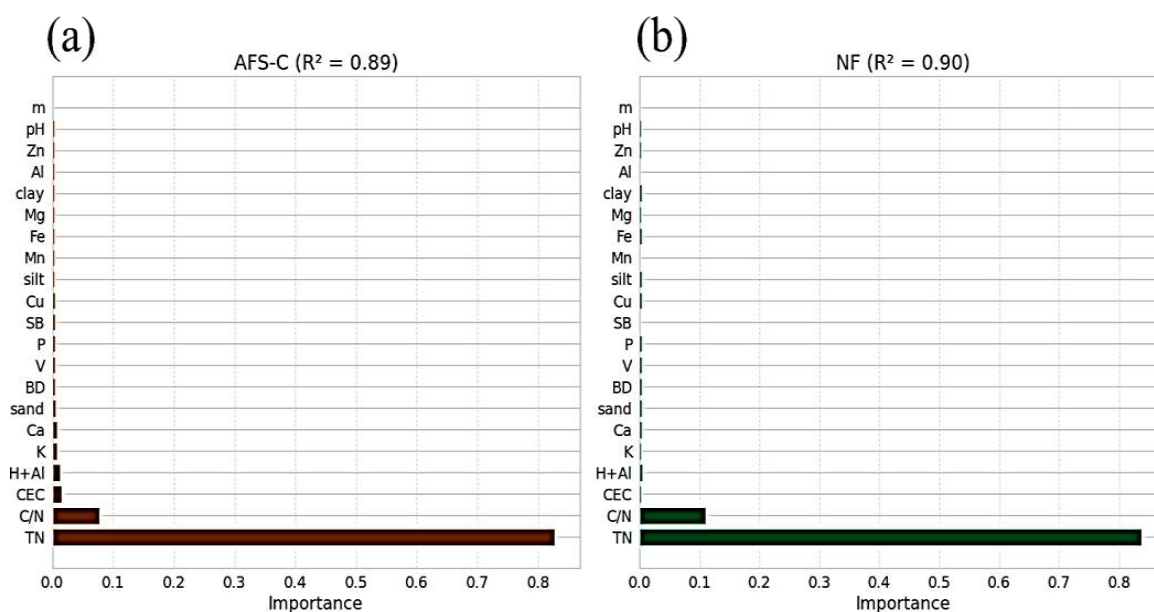 (a)
AFS-C (R² = 0.89)
m
pH
Zn
Al
clay
Mg
Fe
Mn
silt
Cu
SB
P
V
BD
sand
Ca
K
H+Al
CEC
C/N
TN
0.0 0.1 0.2 0.3 0.4 0.5 0.6 0.7 0.8
Importance
(b)
NF (R² = 0.90)
m
pH
Zn
Al
clay
Mg
Fe
Mn
silt
Cu
SB
P
V
BD
sand
Ca
K
H+Al
CEC
C/N
TN
0.0 0.1 0.2 0.3 0.4 0.5 0.6 0.7 0.8
Importance